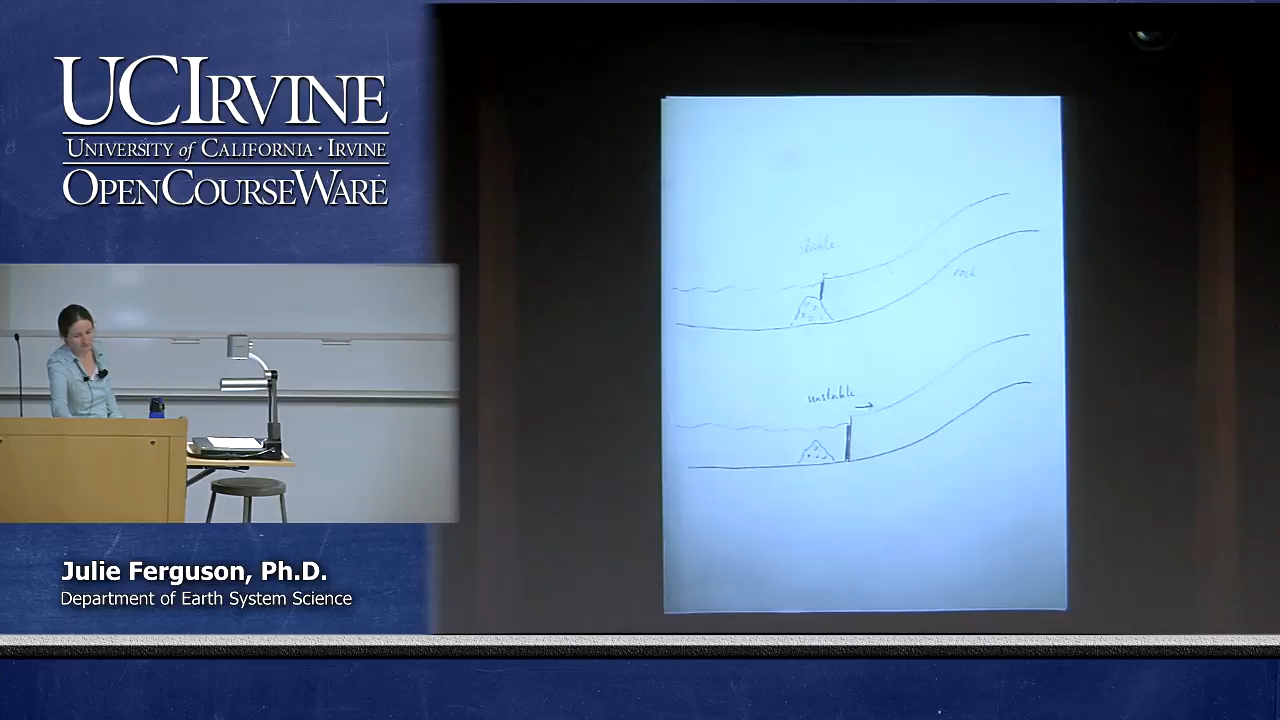 UCIRVINE
UNIVERSITY of CALIFORNIA · IRVINE
OPENCOURSEWARE
Julie Ferguson, Ph.D.
Department of Earth System Science
stable
rock
unstable